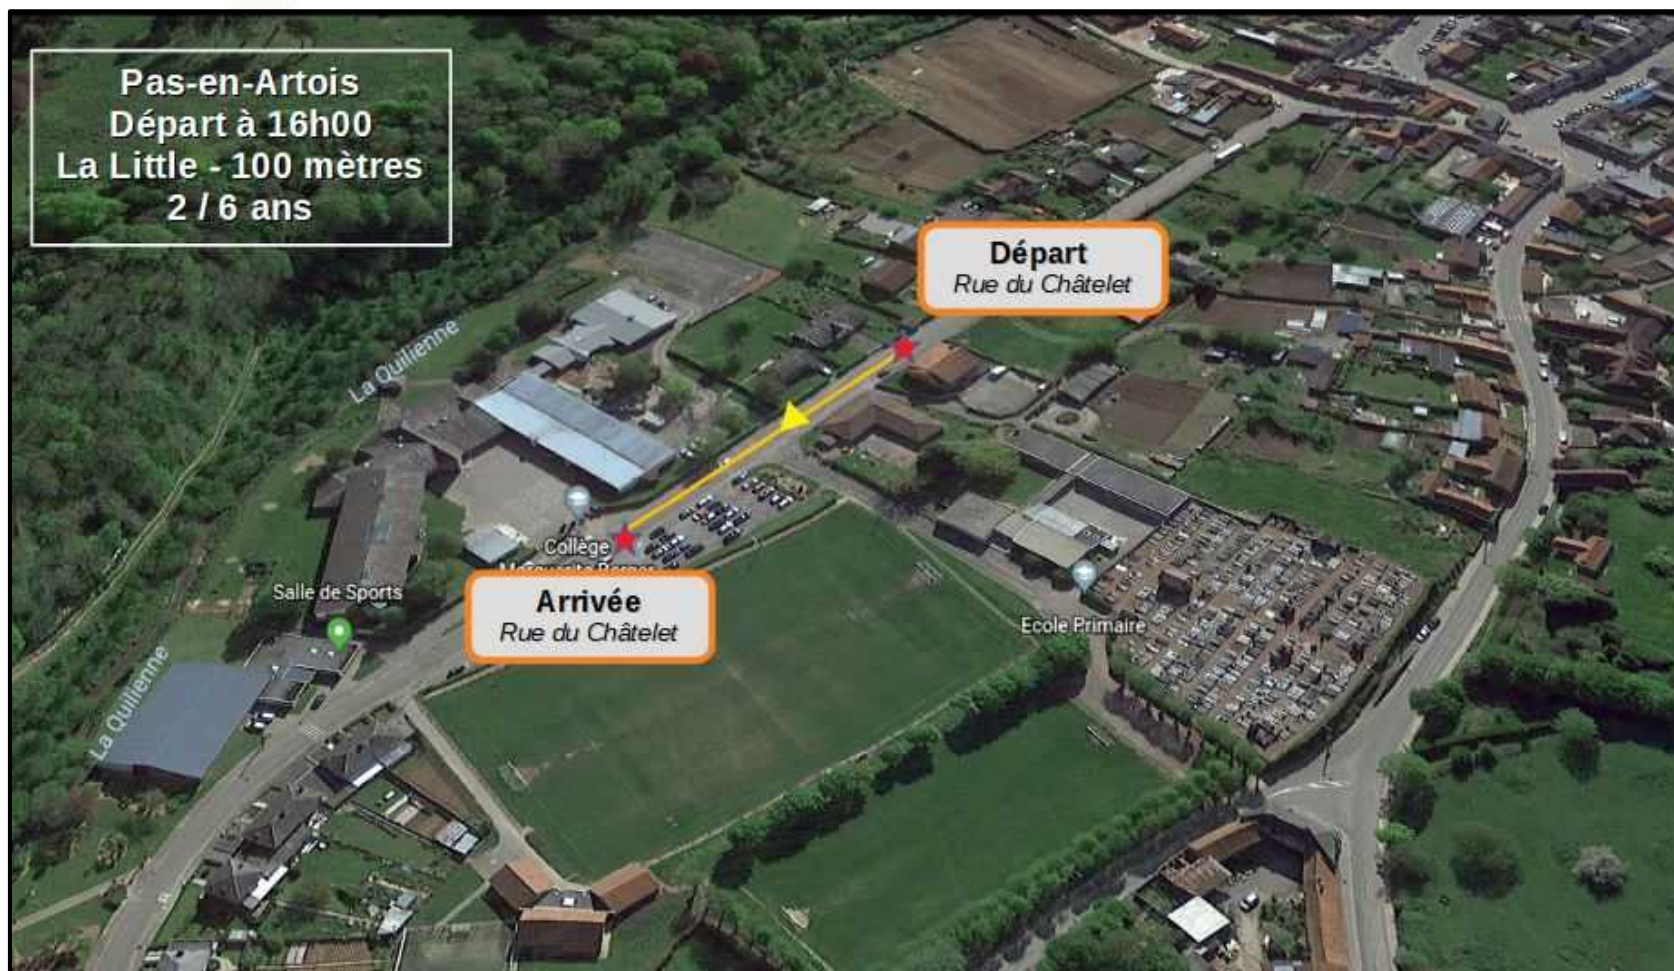 Pas-en-Artois
Départ à 16h00
La Little - 100 mètres
2 / 6 ans
Départ
Rue du Châtelet
La Quilienne
Collège
Salle de Sports
Arrivée
Rue du Châtelet
Ecole Primaire
La Quilienne